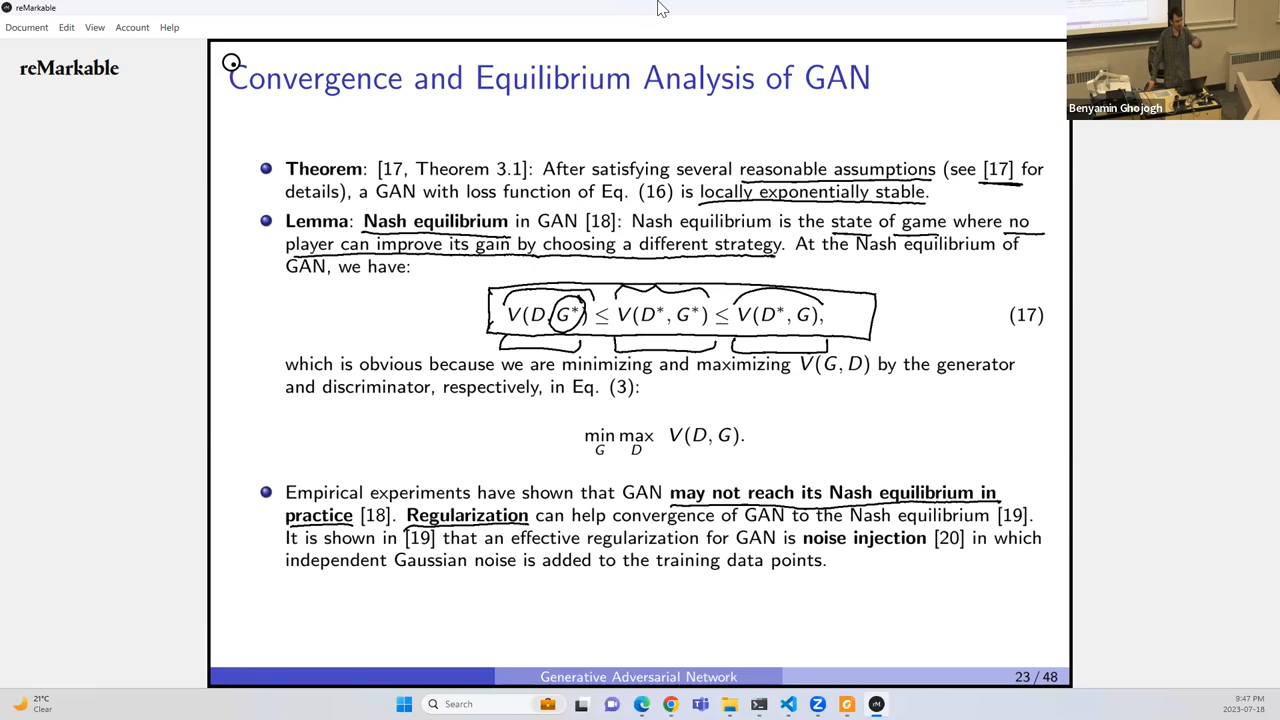 reMarkable
Document Edit View Account Help
reMarkable
Convergence and Equilibrium Analysis of GAN
Benyamin Ghojogh
Theorem: [17, Theorem 3.1]: After satisfying several reasonable assumptions (see [17] for
details), a GAN with loss function of Eq. (16) is locally exponentially stable.
Lemma: Nash equilibrium in GAN [18]: Nash equilibrium is the state of game where no
player can improve its gain by choosing a different strategy. At the Nash equilibrium of
GAN, we have:
V(D, G*) ≤ V(D*, G*) ≤ V(D*, G), (17)
which is obvious because we are minimizing and maximizing V(G, D) by the generator
and discriminator, respectively, in Eq. (3):
min max V(D, G).
G D
Empirical experiments have shown that GAN may not reach its Nash equilibrium in
practice [18]. Regularization can help convergence of GAN to the Nash equilibrium [19].
It is shown in [19] that an effective regularization for GAN is noise injection [20] in which
independent Gaussian noise is added to the training data points.
Generative Adversarial Network 23 / 48
21°C
Clear
Search
rM
9:47 PM
2023-07-18